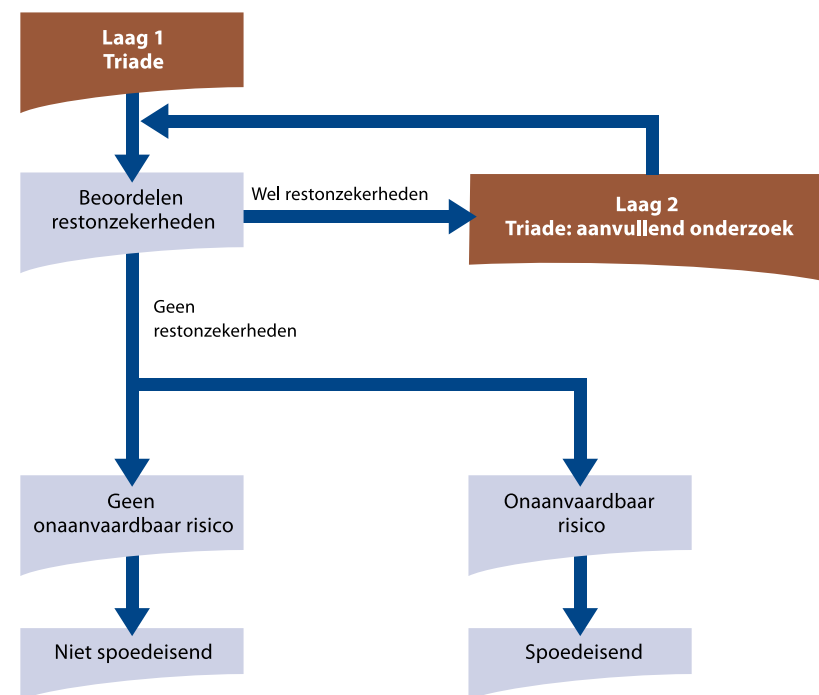 Laag 1
Triade
Beoordelen
restonzekerheden
Wel restonzekerheden
Laag 2
Triade: aanvullend onderzoek
Geen
restonzekerheden
Geen
onaanvaardbaar risico
Onaanvaardbaar
risico
Niet spoedeisend
Spoedeisend